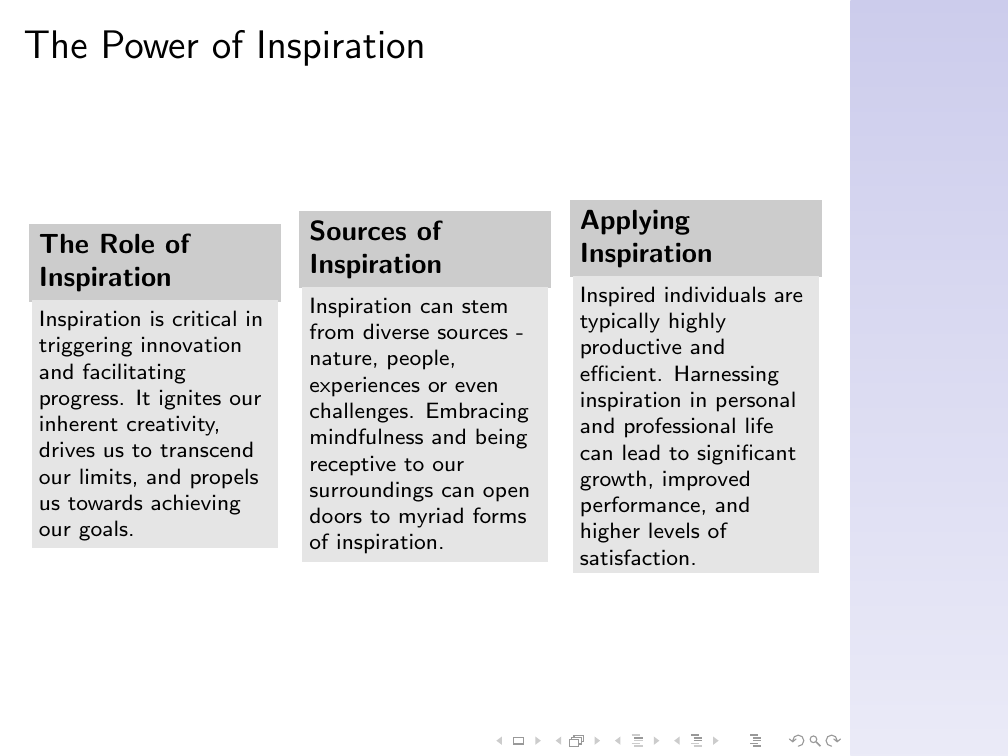 The Power of Inspiration
The Role of
Inspiration
Inspiration is critical in
triggering innovation
and facilitating
progress. It ignites our
inherent creativity,
drives us to transcend
our limits, and propels
us towards achieving
our goals.
Sources of
Inspiration
Inspiration can stem
from diverse sources -
nature, people,
experiences or even
challenges. Embracing
mindfulness and being
receptive to our
surroundings can open
doors to myriad forms
of inspiration.
Applying
Inspiration
Inspired individuals are
typically highly
productive and
efficient. Harnessing
inspiration in personal
and professional life
can lead to significant
growth, improved
performance, and
higher levels of
satisfaction.